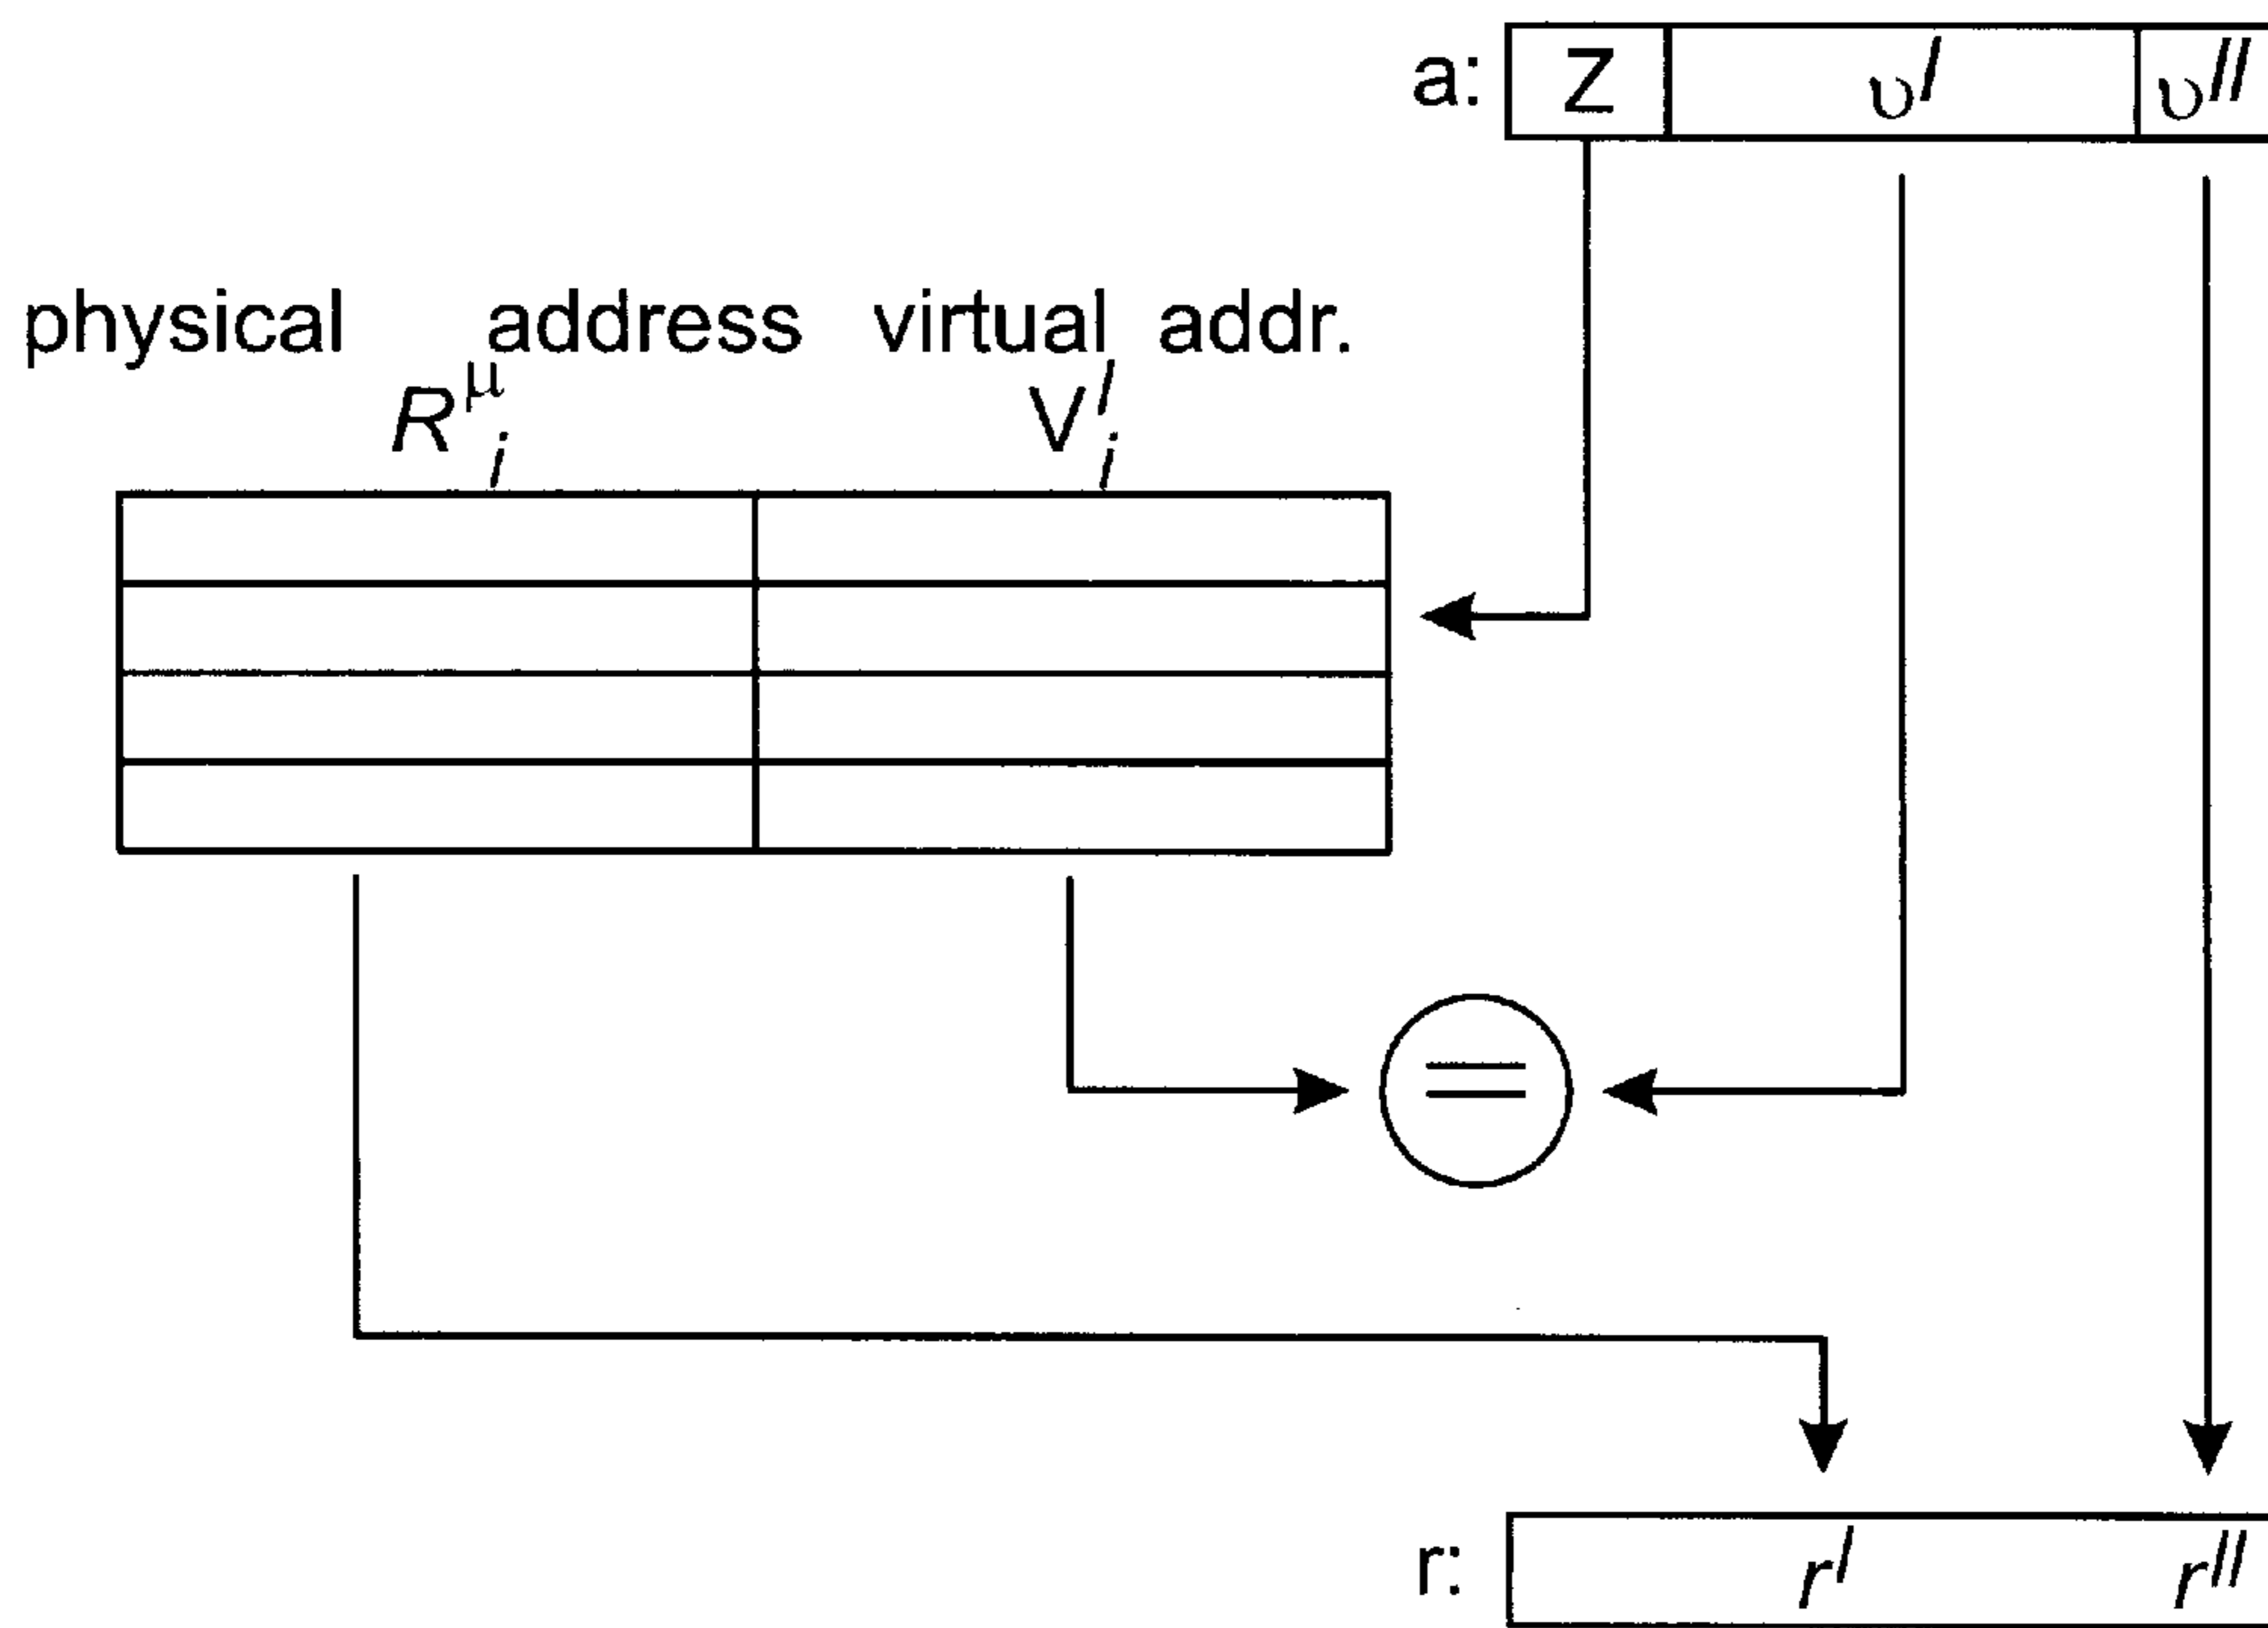 a: Z υ′ υ″
physical address virtual addr.
R^μ_i V′_i
=
r: r′ r″